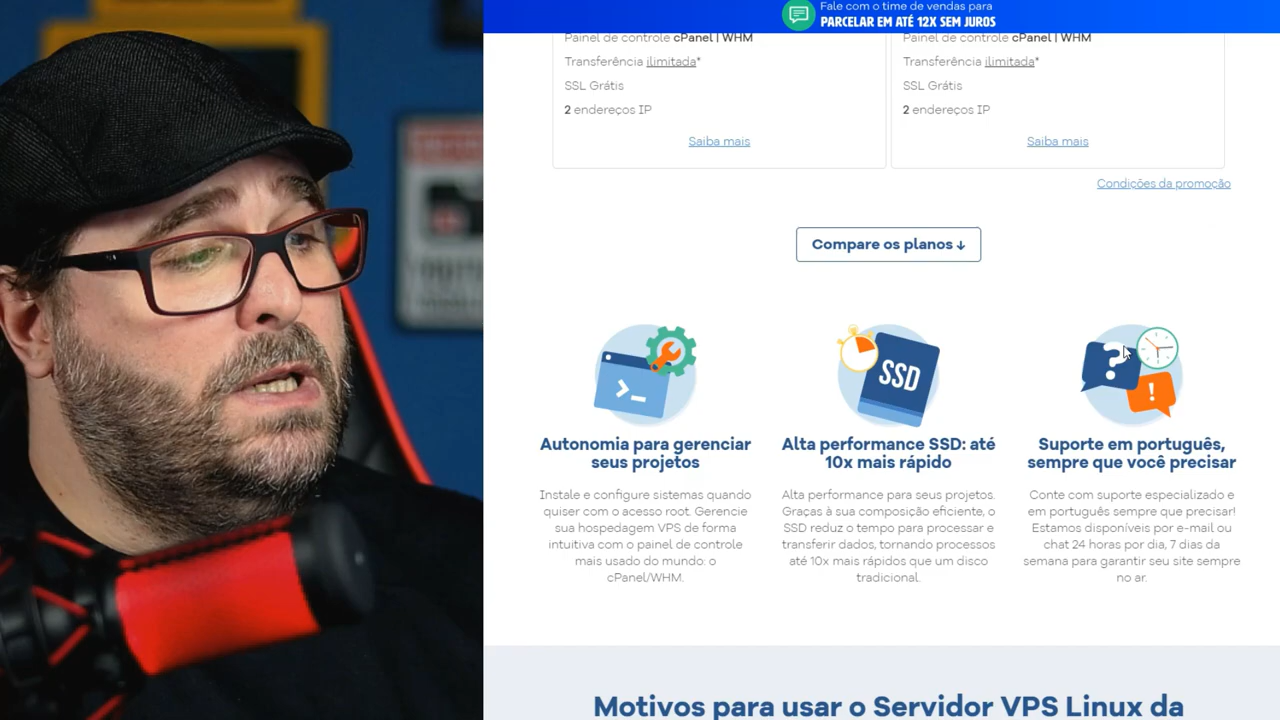 Fale com o time de vendas para
PARCELAR EM ATÉ 12X SEM JUROS
Painel de controle cPanel | WHM
Transferência ilimitada*
SSL Grátis
2 endereços IP
Saiba mais
Painel de controle cPanel | WHM
Transferência ilimitada*
SSL Grátis
2 endereços IP
Saiba mais
Condições da promoção
Compare os planos ↓
SSD
?
!
Autonomia para gerenciar
seus projetos
Instale e configure sistemas quando
quiser com o acesso root. Gerencie
sua hospedagem VPS de forma
intuitiva com o painel de controle
mais usado do mundo: o
cPanel/WHM.
Alta performance SSD: até
10x mais rápido
Alta performance para seus projetos.
Graças à sua composição eficiente, o
SSD reduz o tempo para processar e
transferir dados, tornando processos
até 10x mais rápidos que um disco
tradicional.
Suporte em português,
sempre que você precisar
Conte com suporte especializado e
em português sempre que precisar!
Estamos disponíveis por e-mail ou
chat 24 horas por dia, 7 dias da
semana para garantir seu site sempre
no ar.
Motivos para usar o Servidor VPS Linux da